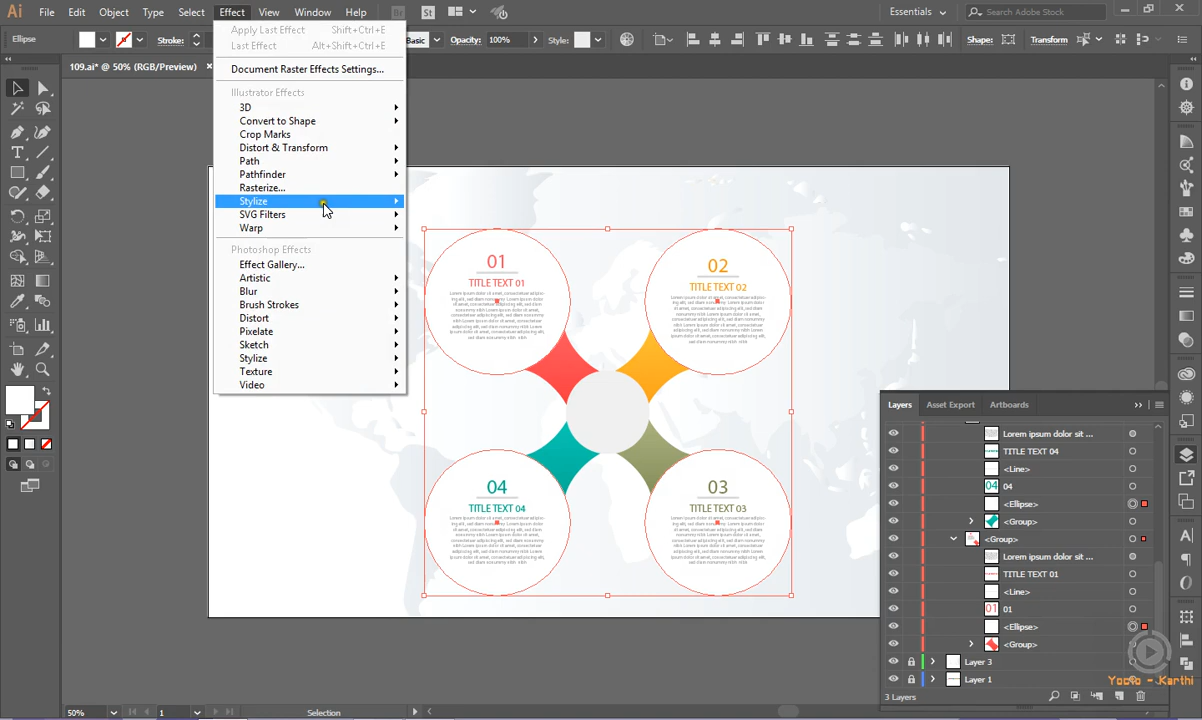 Ai File Edit Object Type Select Effect View Window Help Br St Essentials Search Adobe Stock
Ellipse Stroke: Basic Opacity: 100% Style: Shape: Transform
109.ai* @ 50% (RGB/Preview) ×
Apply Last Effect Shift+Ctrl+E
Last Effect Alt+Shift+Ctrl+E
Document Raster Effects Settings...
Illustrator Effects
3D
Convert to Shape
Crop Marks
Distort & Transform
Path
Pathfinder
Rasterize...
Stylize
SVG Filters
Warp
Photoshop Effects
Effect Gallery...
Artistic
Blur
Brush Strokes
Distort
Pixelate
Sketch
Stylize
Texture
Video
01
TITLE TEXT 01
02
TITLE TEXT 02
04
TITLE TEXT 04
03
TITLE TEXT 03
Layers Asset Export Artboards
Lorem ipsum dolor sit ...
TITLE TEXT 04
<Line>
04 04
<Ellipse>
<Group>
<Group>
Lorem ipsum dolor sit ...
TITLE TEXT 01
<Line>
01 01
<Ellipse>
<Group>
Layer 3
Layer 1
3 Layers
Yooto - Karthi
50% 1 Selection